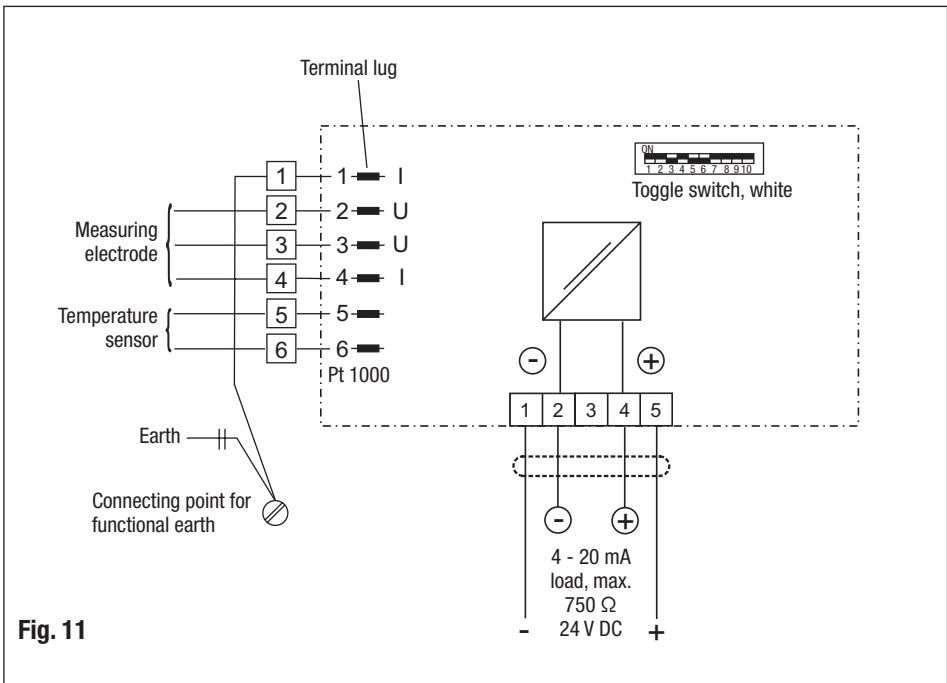 Terminal lug
ON
1 2 3 4 5 6 7 8 9 10
Toggle switch, white
1 1 I
2 2 U
Measuring
electrode
3 3 U
4 4 I
Temperature
sensor
5 5
6 6
Pt 1000
- +
1 2 3 4 5
Earth
Connecting point for
functional earth
- +
4 - 20 mA
load, max.
750 Ω
24 V DC
- +
Fig. 11